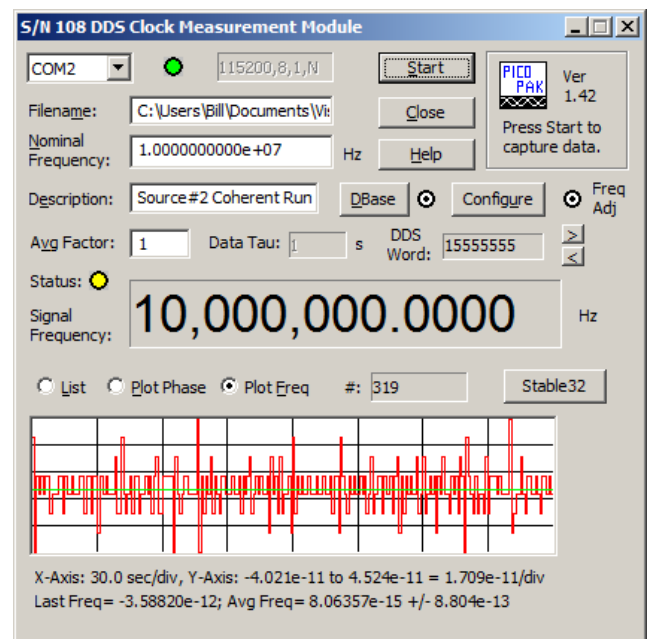 S/N 108 DDS Clock Measurement Module
COM2 115200,8,1,N Start
PICO PAK Ver 1.42
Press Start to capture data.
Filename: C:\Users\Bill\Documents\Vis Close
Nominal Frequency: 1.0000000000e+07 Hz Help
Description: Source#2 Coherent Run DBase Configure Freq Adj
Avg Factor: 1 Data Tau: 1 s DDS Word: 15555555 > <
Status:
Signal Frequency: 10,000,000.0000 Hz
List Plot Phase Plot Freq #: 319 Stable32
X-Axis: 30.0 sec/div, Y-Axis: -4.021e-11 to 4.524e-11 = 1.709e-11/div
Last Freq= -3.58820e-12; Avg Freq= 8.06357e-15 +/- 8.804e-13